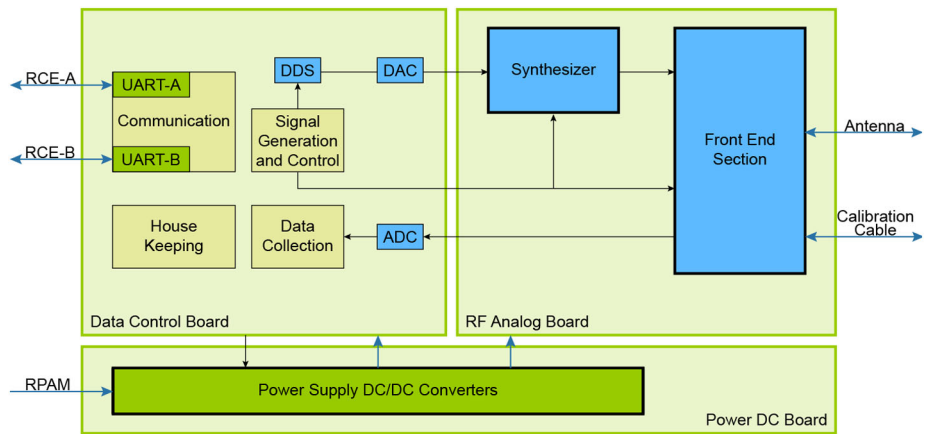 RCE-A
UART-A
Communication
RCE-B
UART-B
DDS
DAC
Signal
Generation
and Control
House
Keeping
Data
Collection
ADC
Data Control Board
Synthesizer
Front End
Section
RF Analog Board
Antenna
Calibration
Cable
RPAM
Power Supply DC/DC Converters
Power DC Board